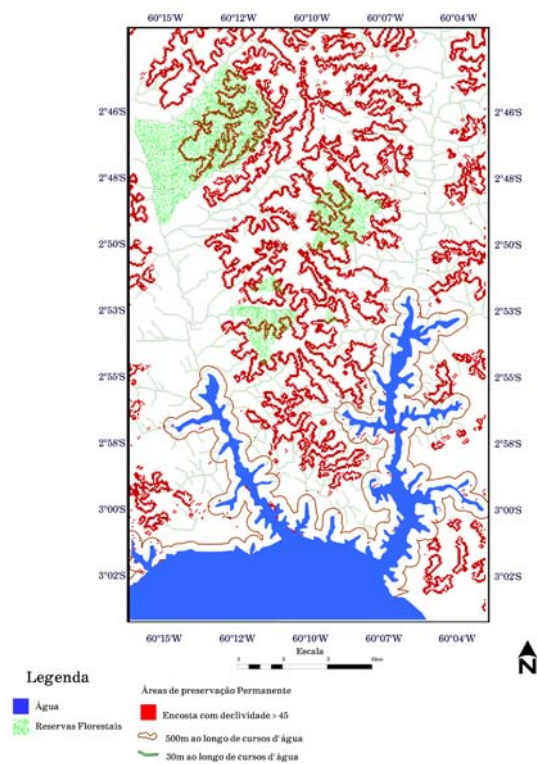 60°15'W 60°12'W 60°10'W 60°07'W 60°04'W
2°46'S 2°46'S
2°48'S 2°48'S
2°50'S 2°50'S
2°53'S 2°53'S
2°55'S 2°55'S
2°58'S 2°58'S
3°00'S 3°00'S
3°02'S 3°02'S
60°15'W 60°12'W 60°10'W 60°07'W 60°04'W
Escala
N
Legenda
Água
Reservas Florestais
Áreas de preservação Permanente
Encosta com declividade > 45
500m ao longo de cursos d' água
30m ao longo de cursos d' água